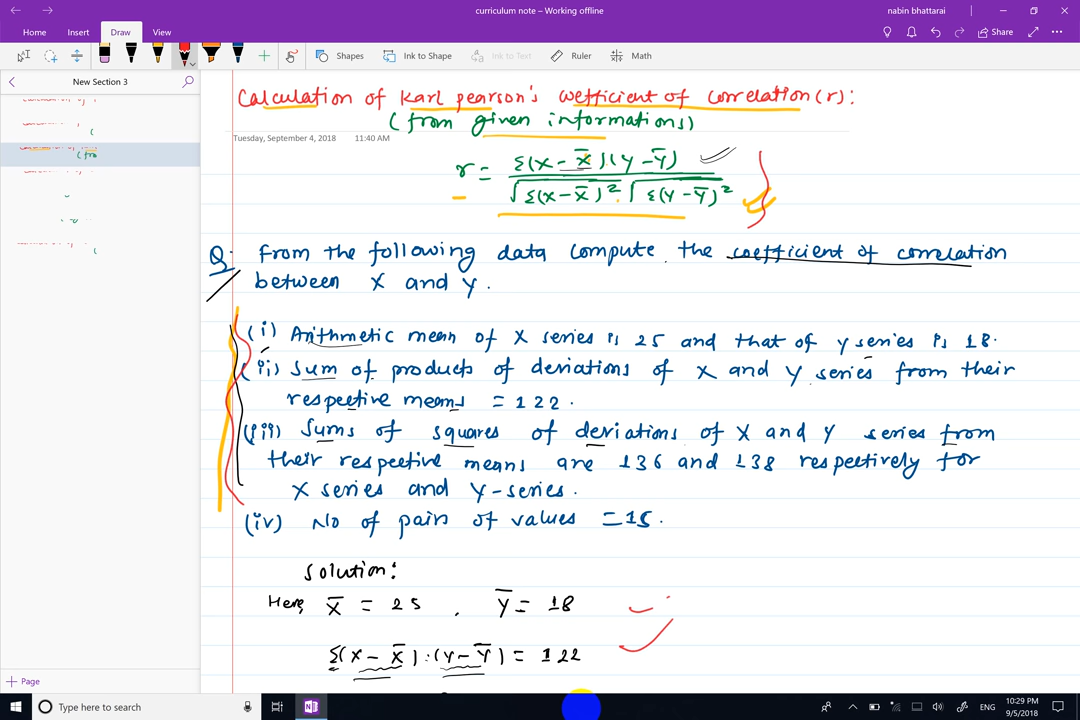 curriculum note – Working offline
nabin bhattarai
Home Insert Draw View
Share
Shapes Ink to Shape Ink to Text Ruler Math
New Section 3
Calculation of Karl pearson's coefficient of correlation (r):
(from given informations)
Tuesday, September 4, 2018 11:40 AM
r = Σ(X - X̅)(Y - Y̅)
√Σ(X - X̅)² √Σ(Y - Y̅)²
Q. From the following data compute the coefficient of correlation
between X and Y.
(i) Arithmetic mean of X series is 25 and that of Y series is 18.
(ii) Sum of products of deviations of X and Y series from their
respective means = 122.
(iii) Sums of squares of deviations of X and Y series from
their respective means are 136 and 138 respectively for
X series and Y-series.
(iv) No of pairs of values = 15.
Solution:
Here, X̅ = 25 , Y̅ = 18
Σ(X - X̅).(Y - Y̅) = 122
+ Page
Type here to search
ENG
10:29 PM
9/5/2018